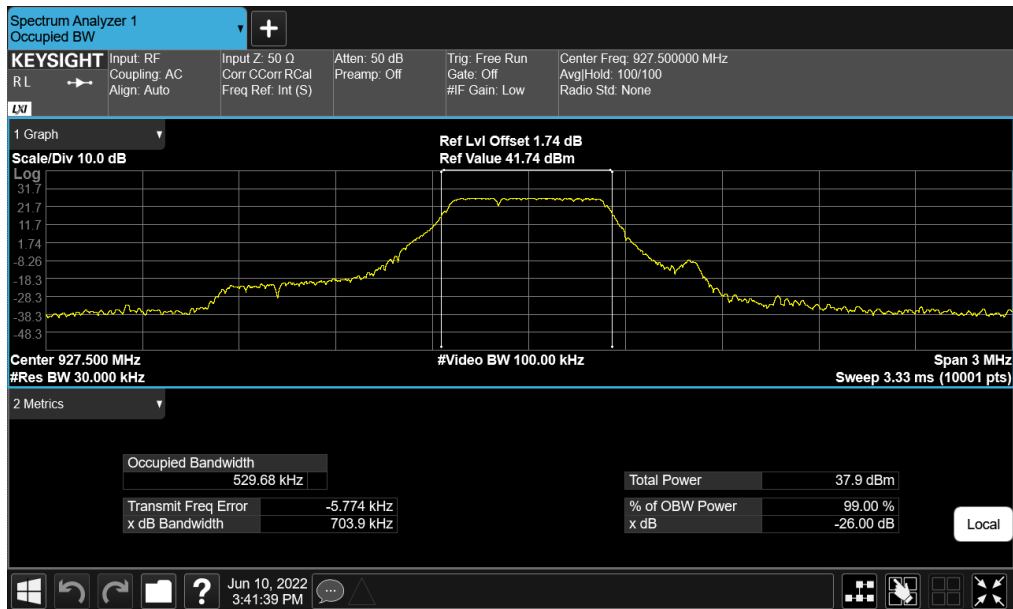 Spectrum Analyzer 1
Occupied BW
KEYSIGHT
R L
LXI
Input: RF
Coupling: AC
Align: Auto
Input Z: 50 Ω
Corr CCorr RCal
Freq Ref: Int (S)
Atten: 50 dB
Preamp: Off
Trig: Free Run
Gate: Off
#IF Gain: Low
Center Freq: 927.500000 MHz
Avg|Hold: 100/100
Radio Std: None
1 Graph
Scale/Div 10.0 dB
Ref Lvl Offset 1.74 dB
Ref Value 41.74 dBm
Log
31.7
21.7
11.7
1.74
-8.26
-18.3
-28.3
-38.3
-48.3
Center 927.500 MHz
#Video BW 100.00 kHz
Span 3 MHz
#Res BW 30.000 kHz
Sweep 3.33 ms (10001 pts)
2 Metrics
Occupied Bandwidth
529.68 kHz
Transmit Freq Error -5.774 kHz
x dB Bandwidth 703.9 kHz
Total Power 37.9 dBm
% of OBW Power 99.00 %
x dB -26.00 dB
Local
?
Jun 10, 2022
3:41:39 PM